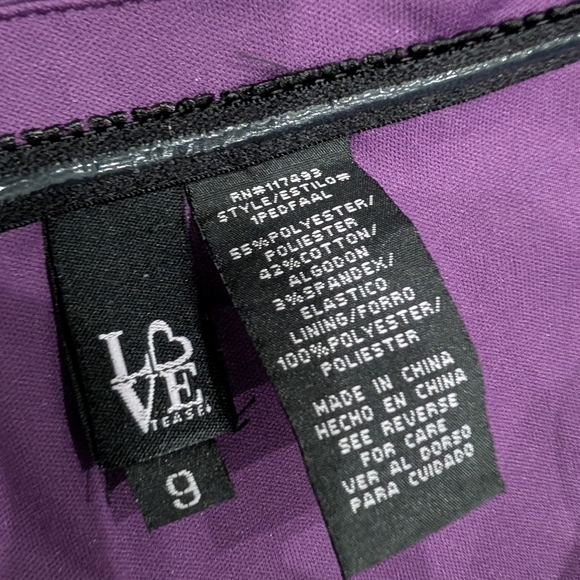 L♡
VE
TEASE®
9
RN#117493
STYLE/ESTILO#
1PEDFAAL
55%POLYESTER/
POLIESTER
42%COTTON/
ALGODON
3%SPANDEX/
ELASTICO
LINING/FORRO
100%POLYESTER/
POLIESTER
MADE IN CHINA
HECHO EN CHINA
SEE REVERSE
FOR CARE
VER AL DORSO
PARA CUIDADO